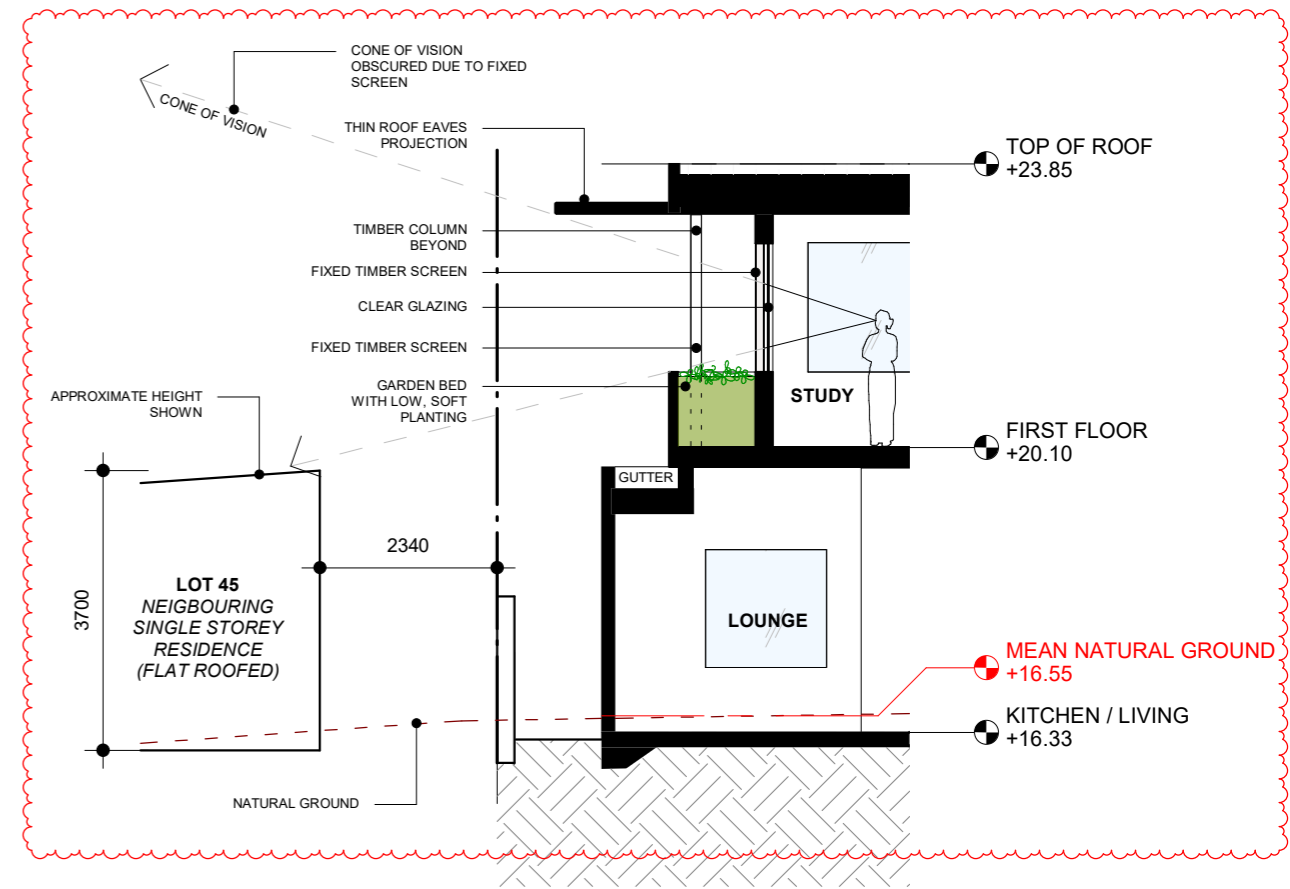 CONE OF VISION
OBSCURED DUE TO FIXED
SCREEN
CONE OF VISION
THIN ROOF EAVES
PROJECTION
TOP OF ROOF
+23.85
TIMBER COLUMN
BEYOND
FIXED TIMBER SCREEN
CLEAR GLAZING
FIXED TIMBER SCREEN
GARDEN BED
WITH LOW, SOFT
PLANTING
APPROXIMATE HEIGHT
SHOWN
STUDY
FIRST FLOOR
+20.10
GUTTER
2340
3700
LOT 45
NEIGBOURING
SINGLE STOREY
RESIDENCE
(FLAT ROOFED)
LOUNGE
MEAN NATURAL GROUND
+16.55
KITCHEN / LIVING
+16.33
NATURAL GROUND